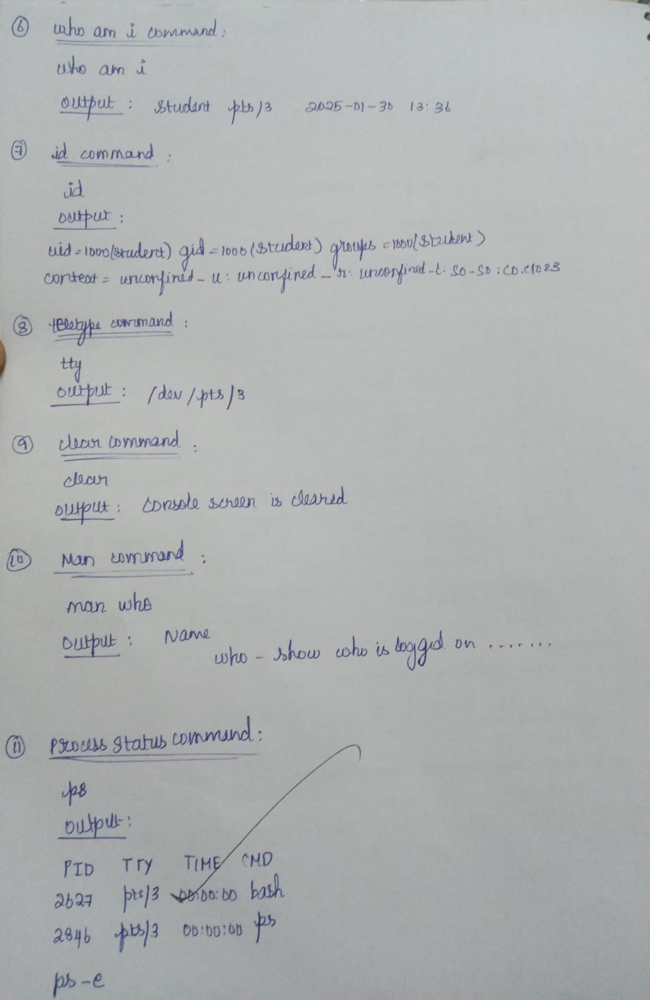 6 who am i command:
who am i
output: student pts/3 2025-01-30 13:36
7 id command:
id
output:
uid=1000(student) gid=1000(student) groups=1000(student)
context=unconfined_u:unconfined_r:unconfined-t:s0-s0:c0.c1023
8 teletype command:
tty
output: /dev/pts/3
9 clear command:
clear
output: console screen is cleared
10 Man command:
man who
output: Name
who - show who is logged on .......
11 Process status command:
ps
output:
PID TTY TIME CMD
2627 pts/3 00:00:00 bash
2846 pts/3 00:00:00 ps
ps -e